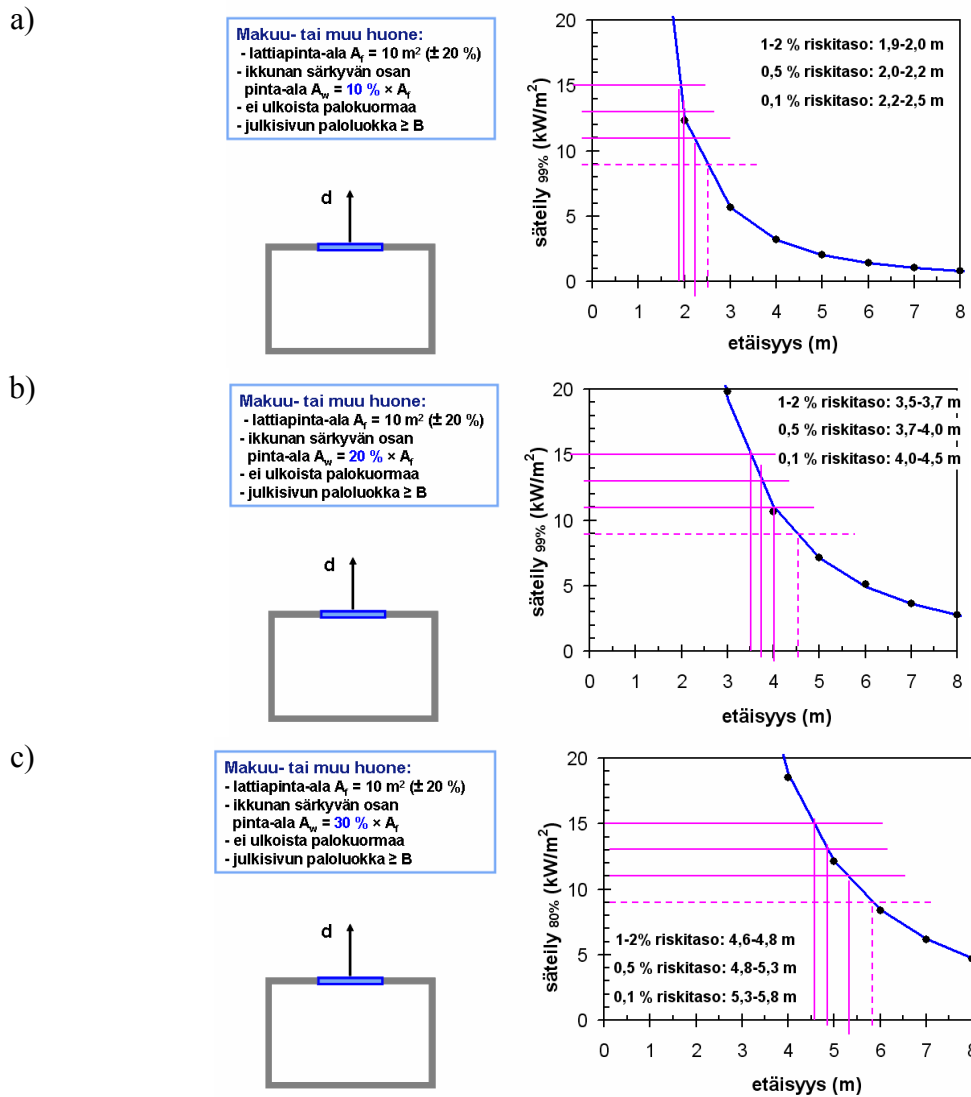 a)
Makuu- tai muu huone:
- lattiapinta-ala A_f = 10 m² (± 20 %)
- ikkunan särkyvän osan
pinta-ala A_w = 10 % × A_f
- ei ulkoista palokuormaa
- julkisivun paloluokka ≥ B
d
säteily 99% (kW/m²)
20
15
10
5
0
1-2 % riskitaso: 1,9-2,0 m
0,5 % riskitaso: 2,0-2,2 m
0,1 % riskitaso: 2,2-2,5 m
0 1 2 3 4 5 6 7 8
etäisyys (m)
b)
Makuu- tai muu huone:
- lattiapinta-ala A_f = 10 m² (± 20 %)
- ikkunan särkyvän osan
pinta-ala A_w = 20 % × A_f
- ei ulkoista palokuormaa
- julkisivun paloluokka ≥ B
d
säteily 99% (kW/m²)
20
15
10
5
0
1-2 % riskitaso: 3,5-3,7 m
0,5 % riskitaso: 3,7-4,0 m
0,1 % riskitaso: 4,0-4,5 m
0 1 2 3 4 5 6 7 8
etäisyys (m)
c)
Makuu- tai muu huone:
- lattiapinta-ala A_f = 10 m² (± 20 %)
- ikkunan särkyvän osan
pinta-ala A_w = 30 % × A_f
- ei ulkoista palokuormaa
- julkisivun paloluokka ≥ B
d
säteily 80% (kW/m²)
20
15
10
5
0
1-2% riskitaso: 4,6-4,8 m
0,5 % riskitaso: 4,8-5,3 m
0,1 % riskitaso: 5,3-5,8 m
0 1 2 3 4 5 6 7 8
etäisyys (m)